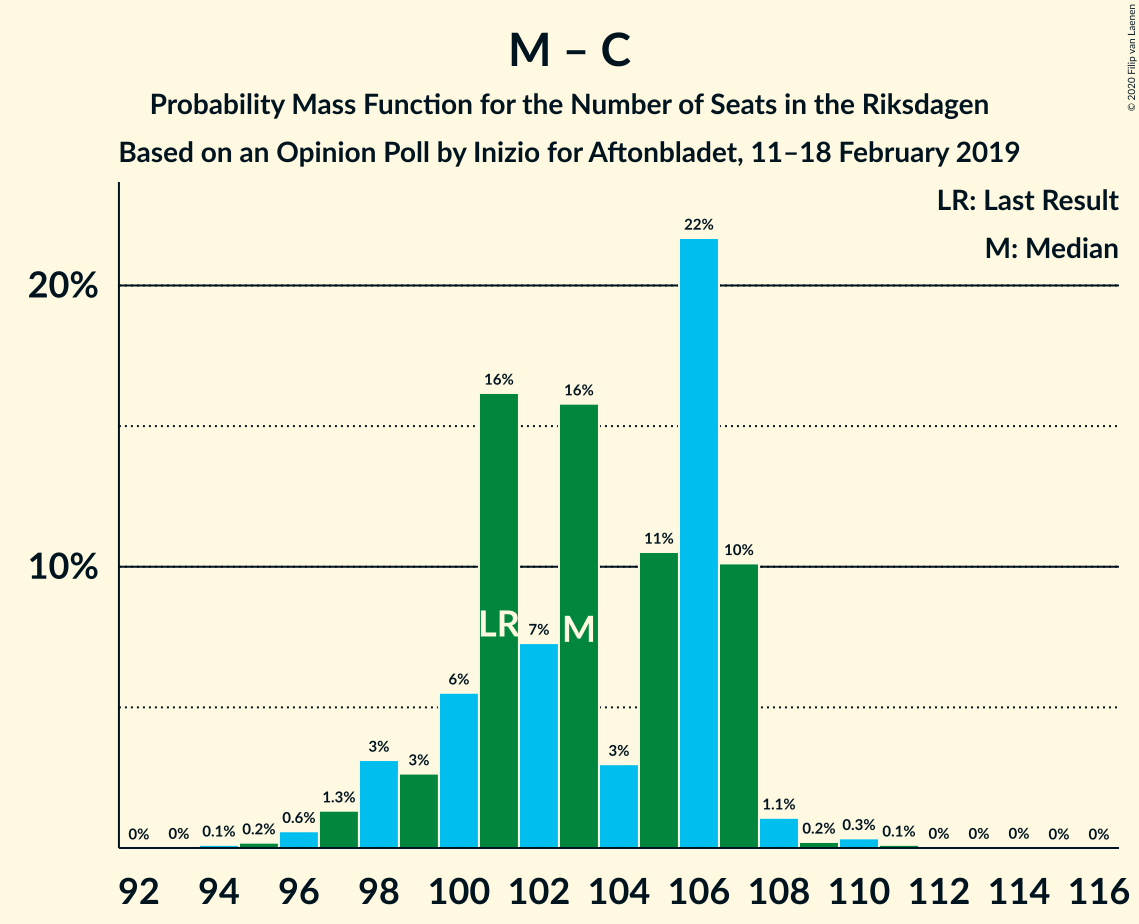 M – C
Probability Mass Function for the Number of Seats in the Riksdagen
Based on an Opinion Poll by Inizio for Aftonbladet, 11–18 February 2019
© 2020 Filip van Laenen
LR: Last Result
M: Median
20%
10%
0% 0% 0.1% 0.2% 0.6% 1.3% 3% 3% 6% 16% 7% 16% 3% 11% 22% 10% 1.1% 0.2% 0.3% 0.1% 0% 0% 0% 0% 0%
LR M
92 94 96 98 100 102 104 106 108 110 112 114 116